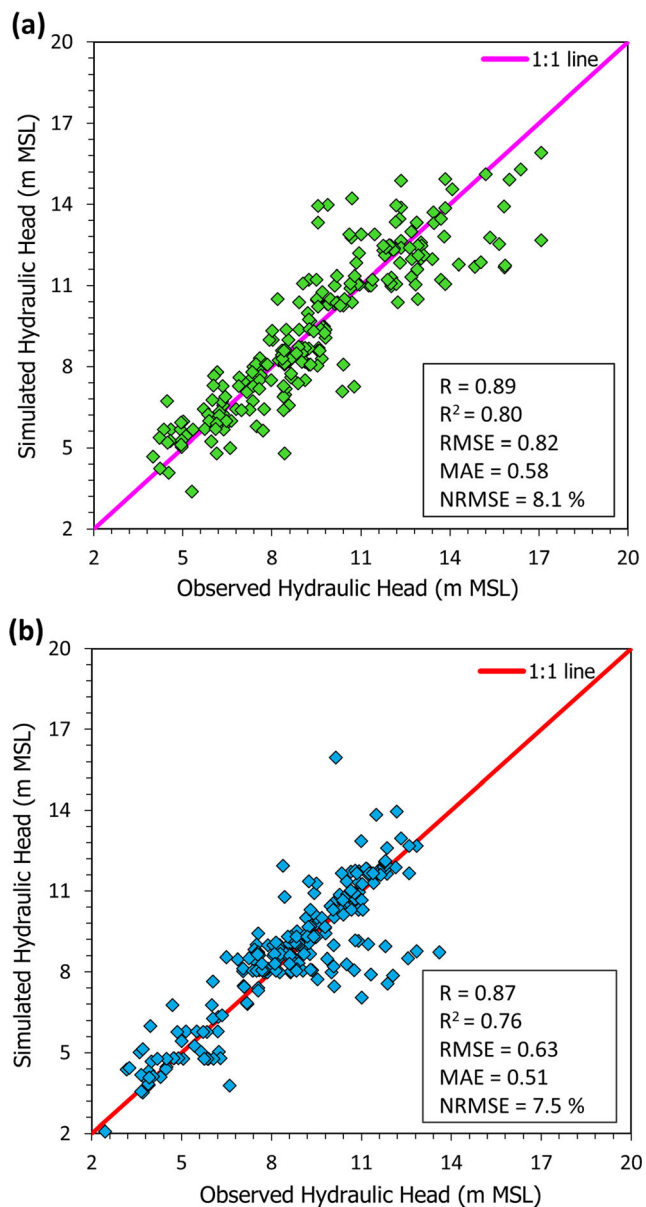 (a)
20
17
14
11
8
5
2
Simulated Hydraulic Head (m MSL)
1:1 line
R = 0.89
R² = 0.80
RMSE = 0.82
MAE = 0.58
NRMSE = 8.1 %
2 5 8 11 14 17 20
Observed Hydraulic Head (m MSL)
(b)
20
17
14
11
8
5
2
Simulated Hydraulic Head (m MSL)
1:1 line
R = 0.87
R² = 0.76
RMSE = 0.63
MAE = 0.51
NRMSE = 7.5 %
2 5 8 11 14 17 20
Observed Hydraulic Head (m MSL)